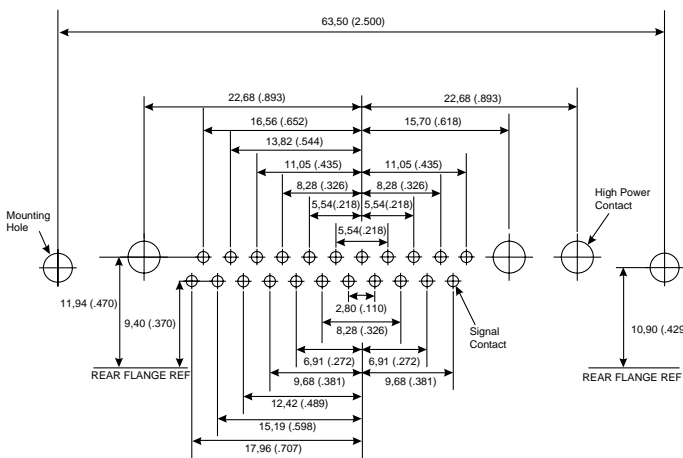 63,50 (2.500)
22,68 (.893) 22,68 (.893)
16,56 (.652) 15,70 (.618)
13,82 (.544)
11,05 (.435) 11,05 (.435)
8,28 (.326) 8,28 (.326)
5,54(.218) 5,54(.218)
5,54(.218)
High Power
Contact
Mounting
Hole
11,94 (.470)
9,40 (.370)
2,80 (.110)
8,28 (.326)
Signal
Contact
10,90 (.429
6,91 (.272) 6,91 (.272)
REAR FLANGE REF REAR FLANGE REF
9,68 (.381) 9,68 (.381)
12,42 (.489)
15,19 (.598)
17,96 (.707)